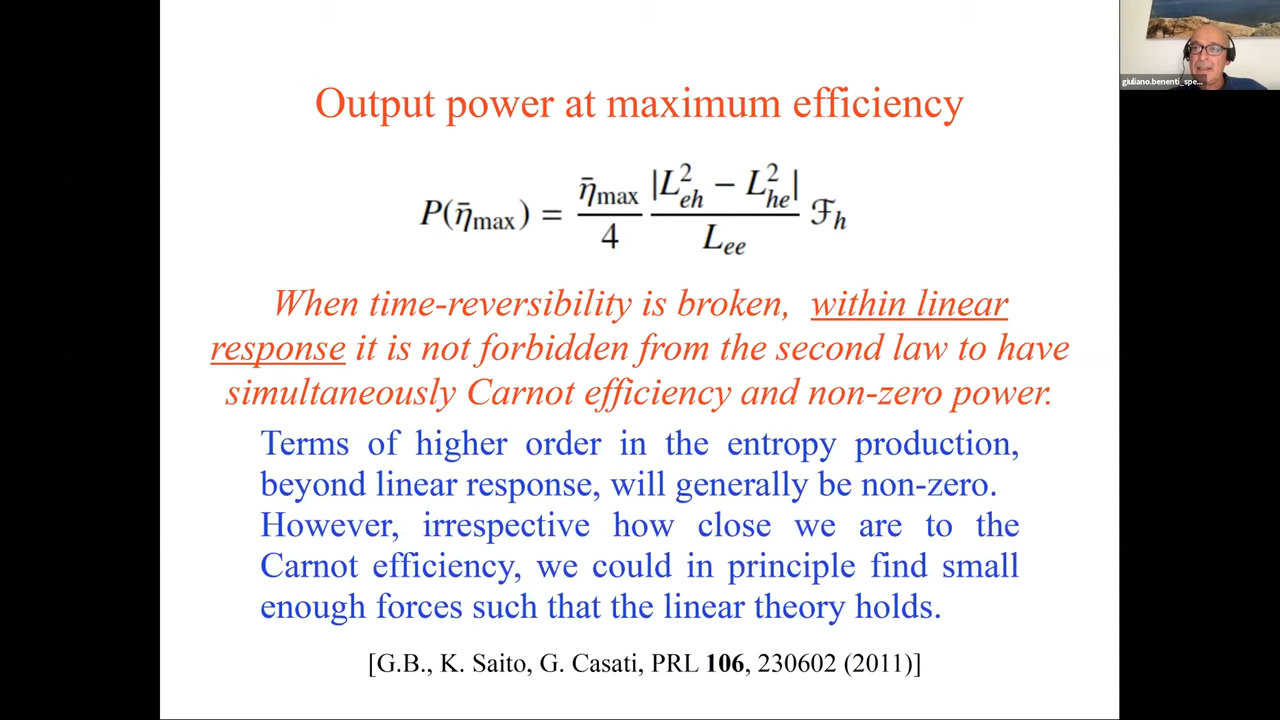 giuliano.benenti_spe...
Output power at maximum efficiency
P(η̄max) = η̄max/4 |L²eh − L²he|/Lee ℱh
When time-reversibility is broken, within linear
response it is not forbidden from the second law to have
simultaneously Carnot efficiency and non-zero power.
Terms of higher order in the entropy production,
beyond linear response, will generally be non-zero.
However, irrespective how close we are to the
Carnot efficiency, we could in principle find small
enough forces such that the linear theory holds.
[G.B., K. Saito, G. Casati, PRL 106, 230602 (2011)]